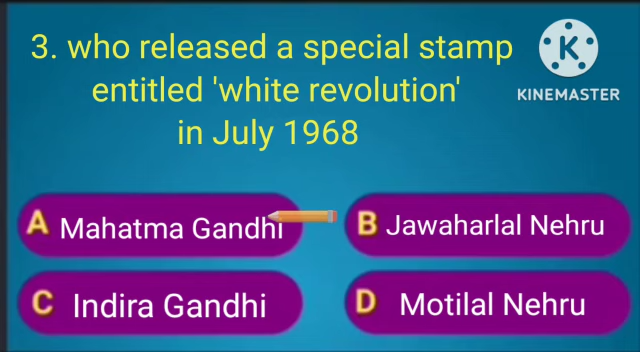 3. who released a special stamp
entitled 'white revolution'
in July 1968
KINEMASTER
A Mahatma Gandhi
B Jawaharlal Nehru
C Indira Gandhi
D Motilal Nehru